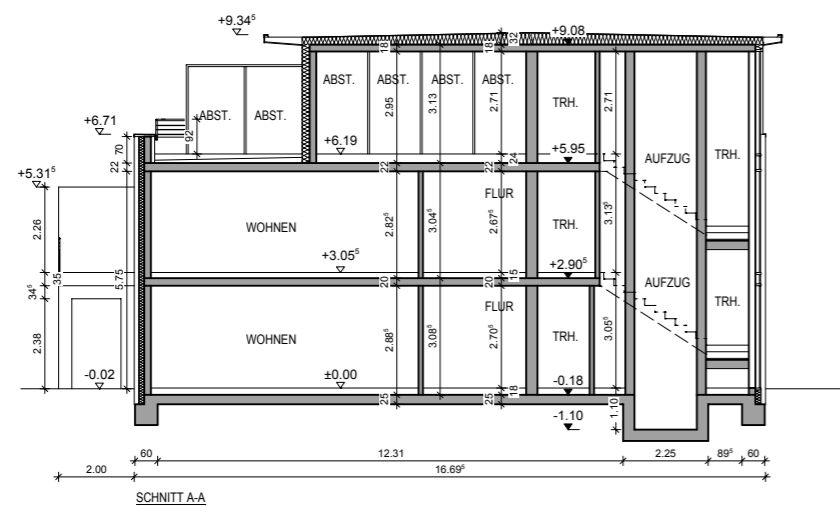 +9.34⁵
32
+9.08
18
18
ABST.
ABST.
ABST.
ABST.
2.95
3.13
2.71
2.71
TRH.
ABST.
ABST.
+6.71
92
70
+6.19
24
+5.95
AUFZUG
TRH.
22
22
22
+5.31⁵
FLUR
2.26
WOHNEN
2.82⁵
3.04⁵
2.67⁵
TRH.
3.13⁵
35
5.75
+3.05⁵
15
+2.90⁵
AUFZUG
20
20
34⁵
FLUR
TRH.
2.38
WOHNEN
2.88⁵
3.08⁵
2.70⁵
TRH.
3.05⁵
-0.02
±0.00
18
-0.18
25
25
1.10
-1.10
60
12.31
2.25
89⁵
60
2.00
16.69⁵
SCHNITT A-A